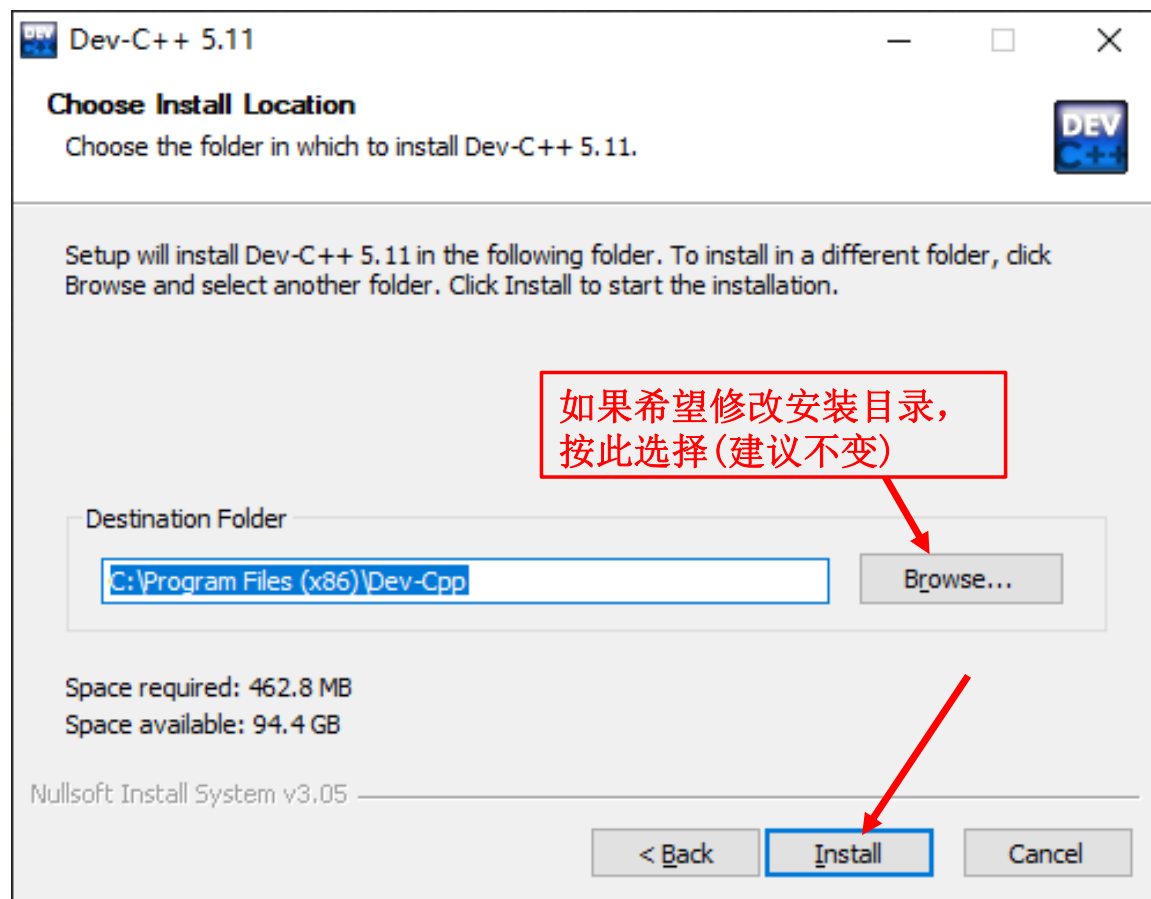 DEV
C++
Dev-C++ 5.11
Choose Install Location
Choose the folder in which to install Dev-C++ 5.11.
DEV
C++
Setup will install Dev-C++ 5.11 in the following folder. To install in a different folder, click
Browse and select another folder. Click Install to start the installation.
如果希望修改安装目录，
按此选择(建议不变)
Destination Folder
C:\Program Files (x86)\Dev-Cpp
Browse...
Space required: 462.8 MB
Space available: 94.4 GB
Nullsoft Install System v3.05
< Back
Install
Cancel